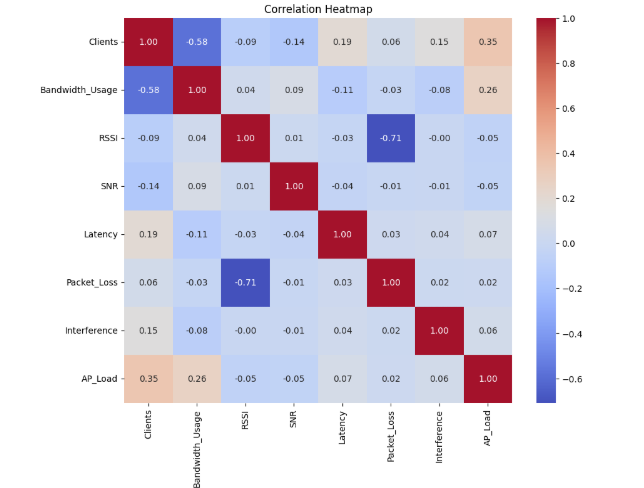 Correlation Heatmap
Clients 1.00 -0.58 -0.09 -0.14 0.19 0.06 0.15 0.35
Bandwidth_Usage -0.58 1.00 0.04 0.09 -0.11 -0.03 -0.08 0.26
RSSI -0.09 0.04 1.00 0.01 -0.03 -0.71 -0.00 -0.05
SNR -0.14 0.09 0.01 1.00 -0.04 -0.01 -0.01 -0.05
Latency 0.19 -0.11 -0.03 -0.04 1.00 0.03 0.04 0.07
Packet_Loss 0.06 -0.03 -0.71 -0.01 0.03 1.00 0.02 0.02
Interference 0.15 -0.08 -0.00 -0.01 0.04 0.02 1.00 0.06
AP_Load 0.35 0.26 -0.05 -0.05 0.07 0.02 0.06 1.00
Clients
Bandwidth_Usage
RSSI
SNR
Latency
Packet_Loss
Interference
AP_Load
1.0
0.8
0.6
0.4
0.2
0.0
−0.2
−0.4
−0.6